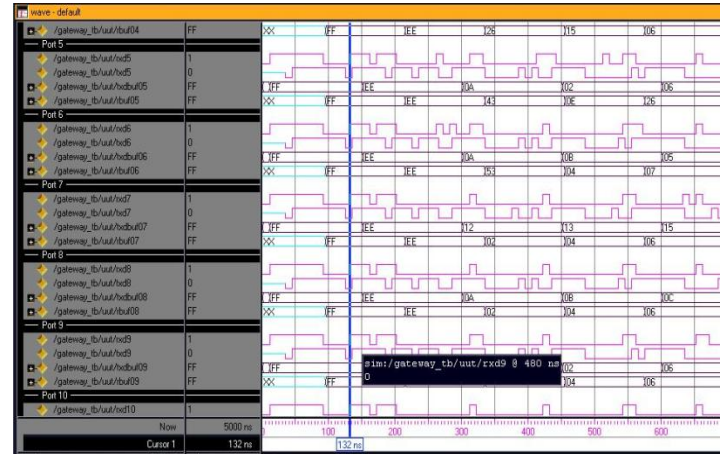 wave - default
/gateway_tb/uut/rbuf04 FF XX FF EE 26 15 06
Port 5
/gateway_tb/uut/rxd5 1
/gateway_tb/uut/txd5 0
/gateway_tb/uut/txdbuf05 FF FF EE 0A 02 06
/gateway_tb/uut/rbuf05 FF XX FF EE 43 0E 26
Port 6
/gateway_tb/uut/rxd6 1
/gateway_tb/uut/txd6 0
/gateway_tb/uut/txdbuf06 FF FF EE 0A 0B 05
/gateway_tb/uut/rbuf06 FF XX FF EE 53 04 07
Port 7
/gateway_tb/uut/rxd7 1
/gateway_tb/uut/txd7 0
/gateway_tb/uut/txdbuf07 FF FF EE 12 13 15
/gateway_tb/uut/rbuf07 FF XX FF EE 02 04 06
Port 8
/gateway_tb/uut/rxd8 1
/gateway_tb/uut/txd8 0
/gateway_tb/uut/txdbuf08 FF FF EE 0A 0B 0C
/gateway_tb/uut/rbuf08 FF XX FF EE 02 04 06
Port 9
/gateway_tb/uut/rxd9 1
/gateway_tb/uut/txd9 0
sim:/gateway_tb/uut/rxd9 @ 480 ns
0
/gateway_tb/uut/txdbuf09 FF FF 02 06
/gateway_tb/uut/rbuf09 FF XX FF EE 02 04 06
Port 10
/gateway_tb/uut/rxd10 1
Now 5000 ns 100 200 300 400 500 600
Cursor 1 132 ns 132 ns